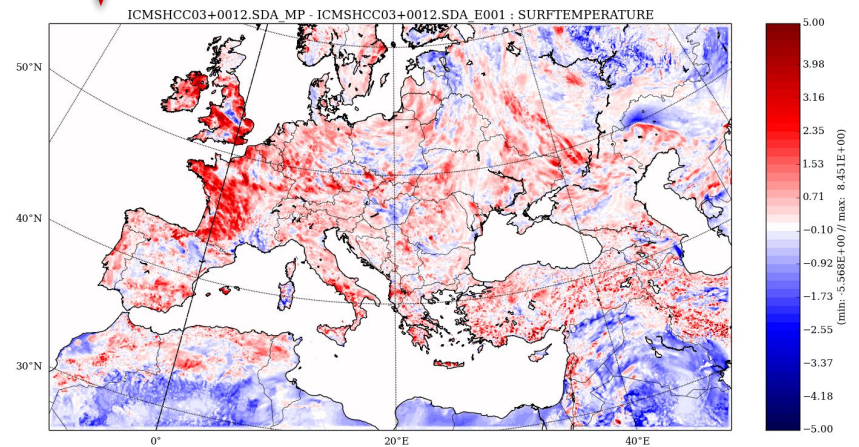 ICMSHCC03+0012.SDA_MP - ICMSHCC03+0012.SDA_E001 : SURFTEMPERATURE
50°N
40°N
30°N
0°
20°E
40°E
5.00
3.98
3.16
2.35
1.53
0.71
−0.10
−0.92
−1.73
−2.55
−3.37
−4.18
−5.00
(min: -5.568E+00 // max: 8.451E+00)